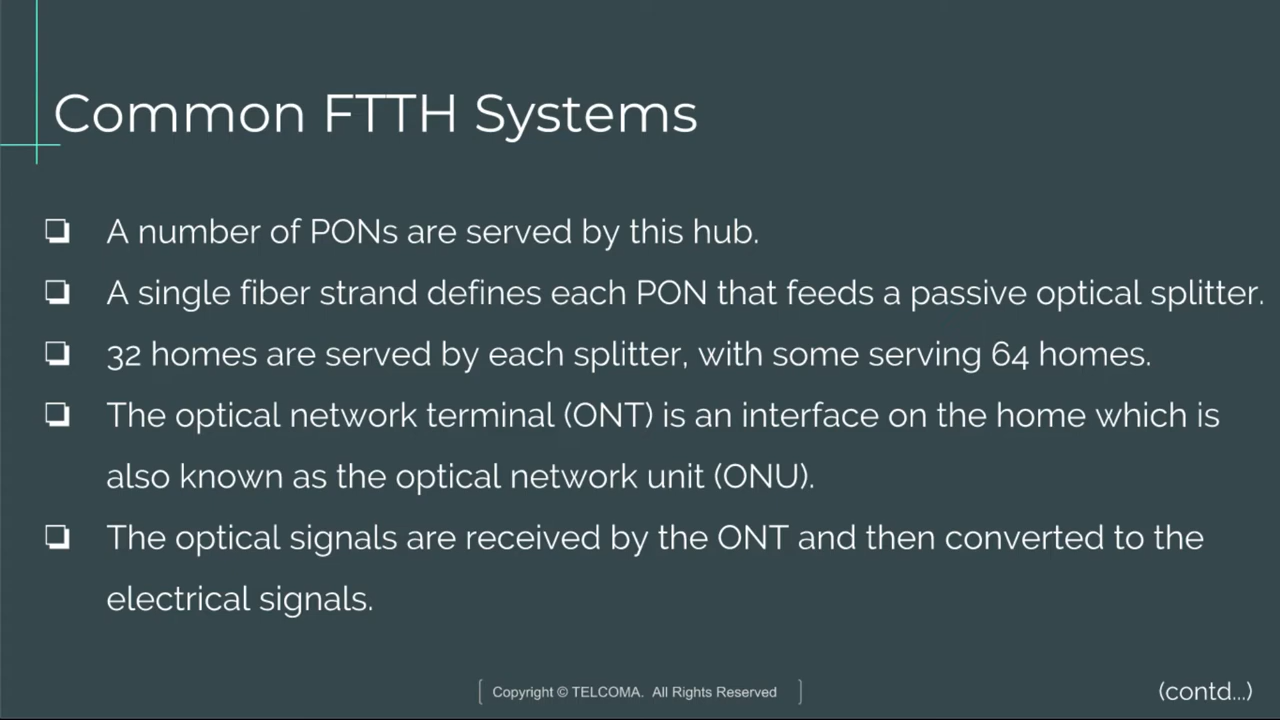 Common FTTH Systems
A number of PONs are served by this hub.
A single fiber strand defines each PON that feeds a passive optical splitter.
32 homes are served by each splitter, with some serving 64 homes.
The optical network terminal (ONT) is an interface on the home which is
also known as the optical network unit (ONU).
The optical signals are received by the ONT and then converted to the
electrical signals.
Copyright © TELCOMA. All Rights Reserved
(contd...)